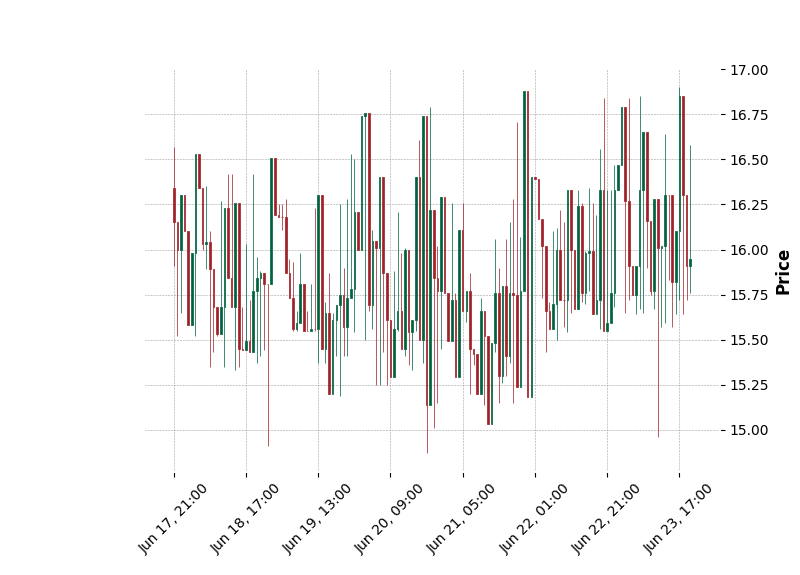 17.00
16.75
16.50
16.25
16.00
15.75
15.50
15.25
15.00
Price
Jun 17, 21:00
Jun 18, 17:00
Jun 19, 13:00
Jun 20, 09:00
Jun 21, 05:00
Jun 22, 01:00
Jun 22, 21:00
Jun 23, 17:00